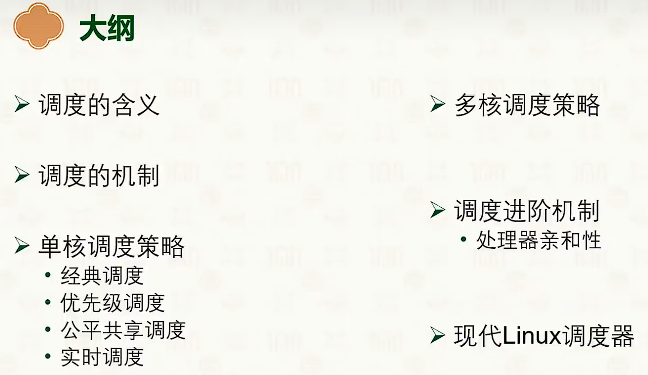 大纲
调度的含义
调度的机制
单核调度策略
经典调度
优先级调度
公平共享调度
实时调度
多核调度策略
调度进阶机制
处理器亲和性
现代Linux调度器